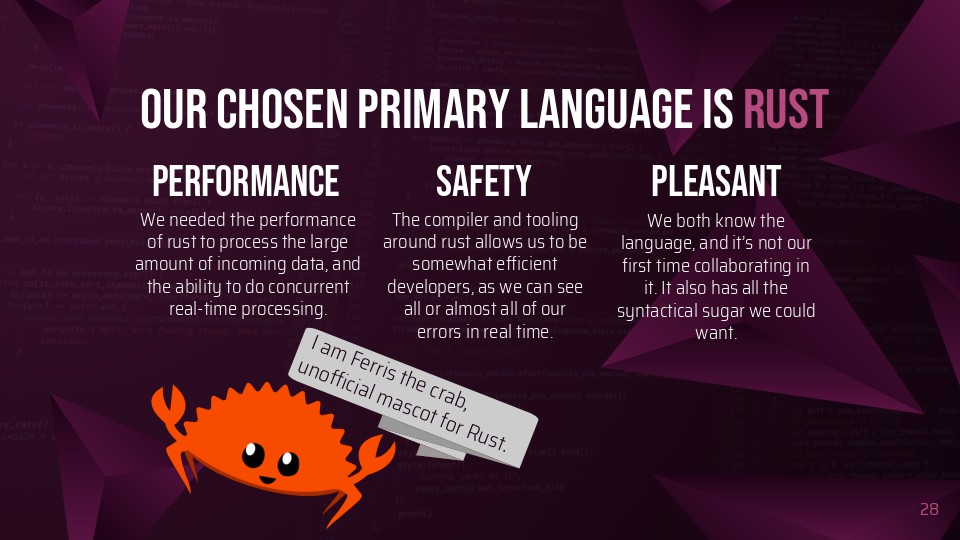 OUR CHOSEN PRIMARY LANGUAGE IS RUST
PERFORMANCE
We needed the performance
of rust to process the large
amount of incoming data, and
the ability to do concurrent
real-time processing.
SAFETY
The compiler and tooling
around rust allows us to be
somewhat efficient
developers, as we can see
all or almost all of our
errors in real time.
PLEASANT
We both know the
language, and it's not our
first time collaborating in
it. It also has all the
syntactical sugar we could
want.
I am Ferris the crab,
unofficial mascot for Rust.
28